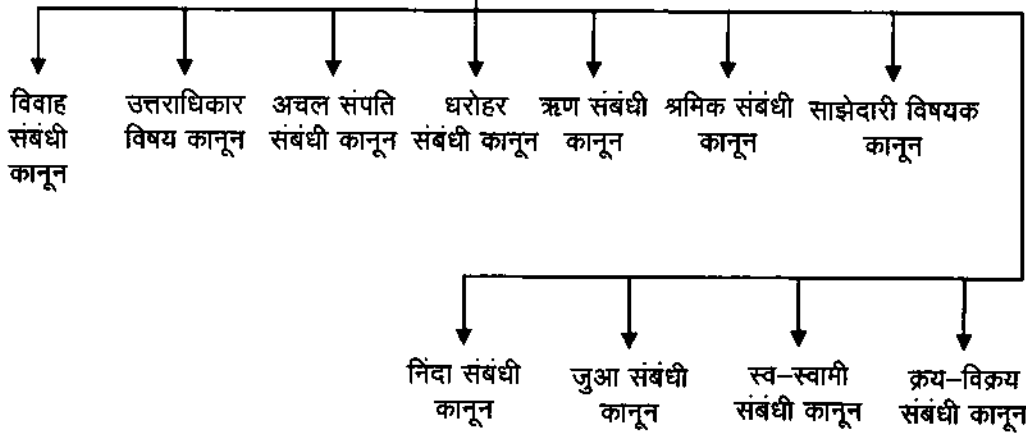 विवाह
संबंधी
कानून
उत्तराधिकार
विषय कानून
अचल संपति
संबंधी कानून
धरोहर
संबंधी कानून
ऋण संबंधी
कानून
श्रमिक संबंधी
कानून
साझेदारी विषयक
कानून
निंदा संबंधी
कानून
जुआ संबंधी
कानून
स्व-स्वामी
संबंधी कानून
क्रय-विक्रय
संबंधी कानून